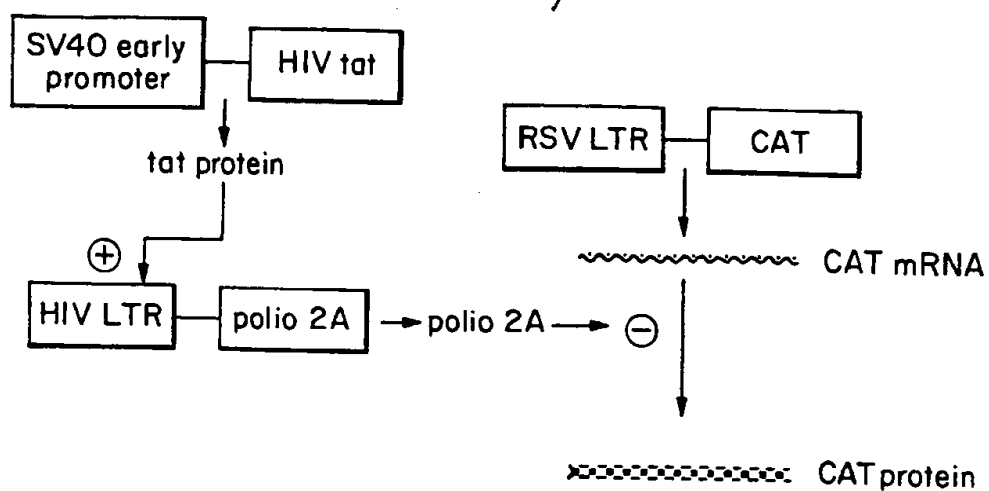 SV40 early
promoter
HIV tat
tat protein
RSV LTR
CAT
+
CAT mRNA
HIV LTR
polio 2A
polio 2A
−
CAT protein